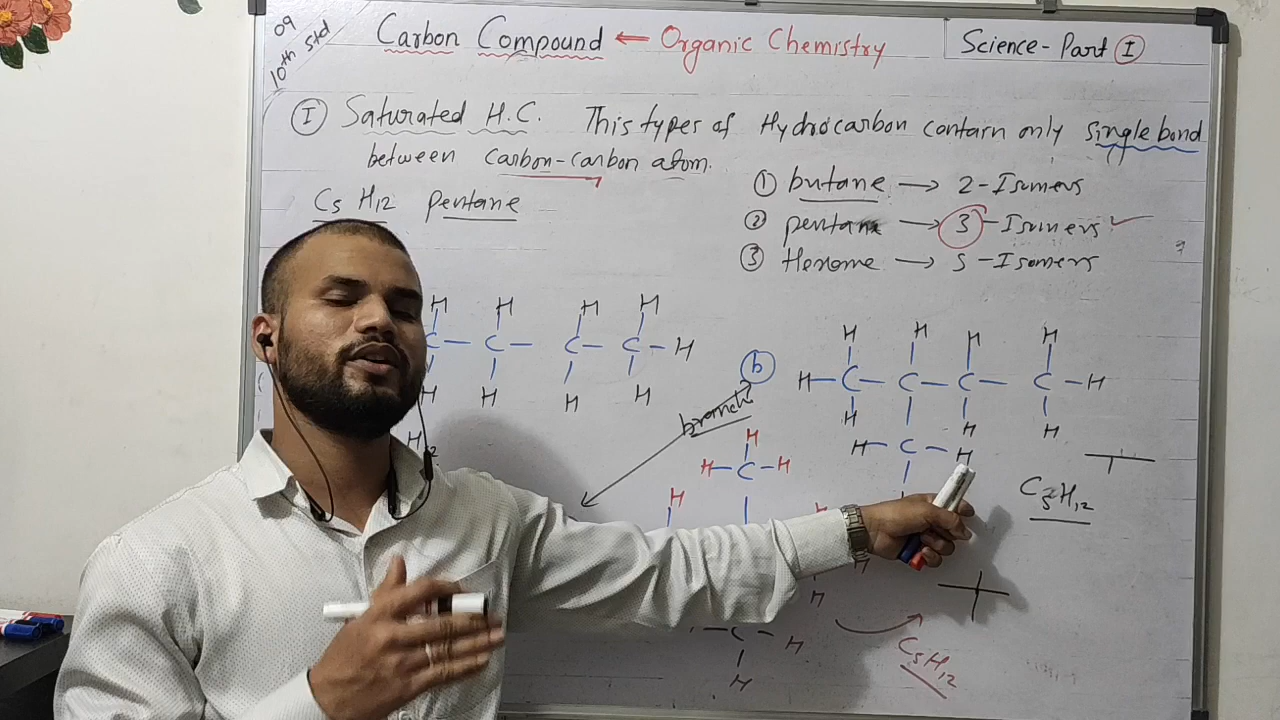 09
10th std
Carbon Compound ← Organic Chemistry
Science-Part I
I Saturated H.C. This types of Hydrocarbon contain only single bond
between carbon-carbon atom.
① butane → 2-Isomers
C5 H12 pentane
② pentane → 3-Isomers ✓
③ Hexane → 5-Isomers
H H H H
C — C — C — C — H
H H H H
H2
b
branch
H H H H
H — C — C — C — C — H
H H H
H — C — H
H
H — C — H
H
C5H12
H
C — H
H
C5H12